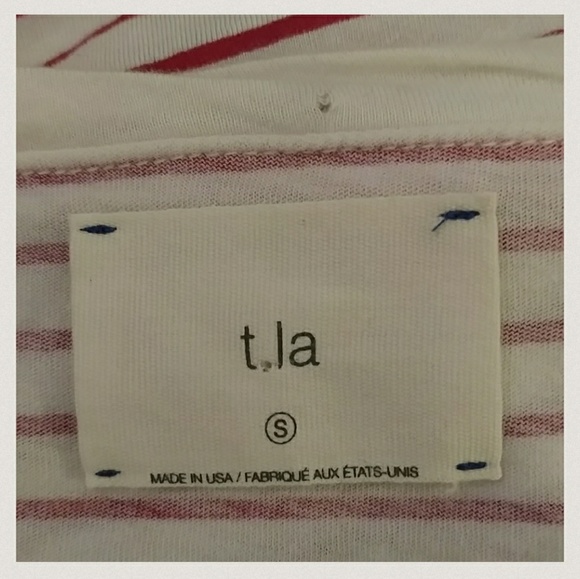 t.la
S
MADE IN USA / FABRIQUÉ AUX ÉTATS-UNIS